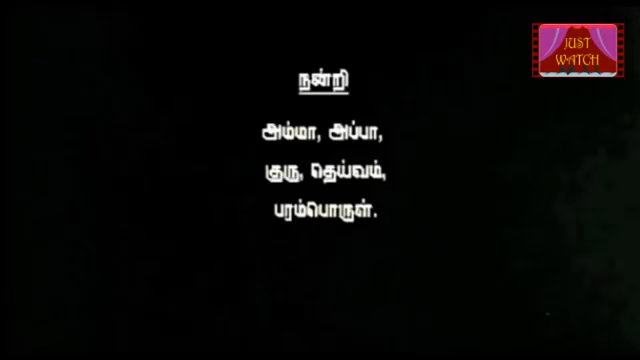 நன்றி
அம்மா, அப்பா,
குரு, தெய்வம்,
பரம்பொருள்.
JUST
WATCH